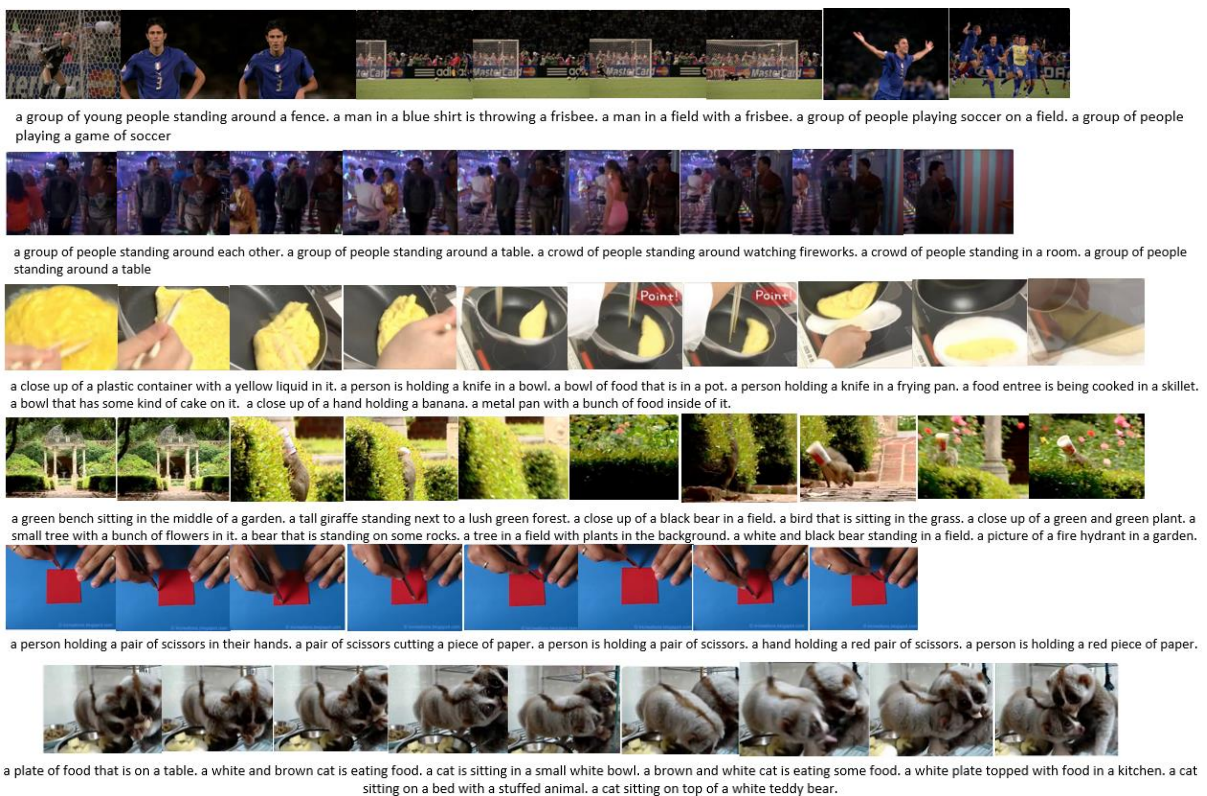 MasterCard
adidas
MasterCard
MasterCard
MasterCard
a group of young people standing around a fence. a man in a blue shirt is throwing a frisbee. a man in a field with a frisbee. a group of people playing soccer on a field. a group of people
playing a game of soccer
a group of people standing around each other. a group of people standing around a table. a crowd of people standing around watching fireworks. a crowd of people standing in a room. a group of people
standing around a table
Point!
Point!
a close up of a plastic container with a yellow liquid in it. a person is holding a knife in a bowl. a bowl of food that is in a pot. a person holding a knife in a frying pan. a food entree is being cooked in a skillet.
a bowl that has some kind of cake on it. a close up of a hand holding a banana. a metal pan with a bunch of food inside of it.
a green bench sitting in the middle of a garden. a tall giraffe standing next to a lush green forest. a close up of a black bear in a field. a bird that is sitting in the grass. a close up of a green and green plant. a
small tree with a bunch of flowers in it. a bear that is standing on some rocks. a tree in a field with plants in the background. a white and black bear standing in a field. a picture of a fire hydrant in a garden.
a person holding a pair of scissors in their hands. a pair of scissors cutting a piece of paper. a person is holding a pair of scissors. a hand holding a red pair of scissors. a person is holding a red piece of paper.
a plate of food that is on a table. a white and brown cat is eating food. a cat is sitting in a small white bowl. a brown and white cat is eating some food. a white plate topped with food in a kitchen. a cat
sitting on a bed with a stuffed animal. a cat sitting on top of a white teddy bear.